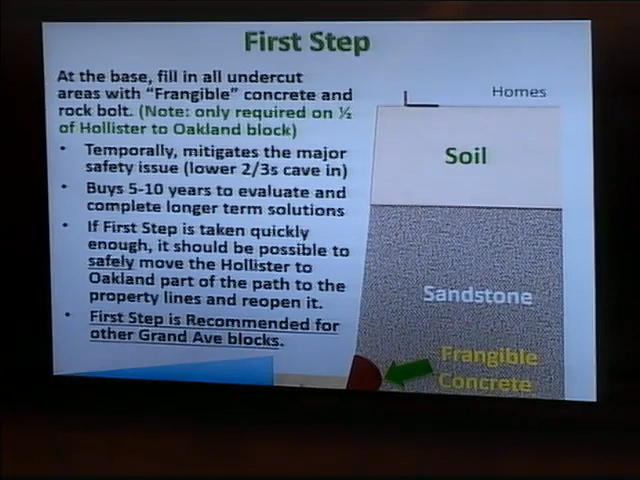 First Step
At the base, fill in all undercut
areas with “Frangible” concrete and
rock bolt. (Note: only required on ½
of Hollister to Oakland block)
• Temporally, mitigates the major
safety issue (lower 2/3s cave in)
• Buys 5-10 years to evaluate and
complete longer term solutions
• If First Step is taken quickly
enough, it should be possible to
safely move the Hollister to
Oakland part of the path to the
property lines and reopen it.
• First Step is Recommended for
other Grand Ave blocks.
Homes
Soil
Sandstone
Frangible
Concrete